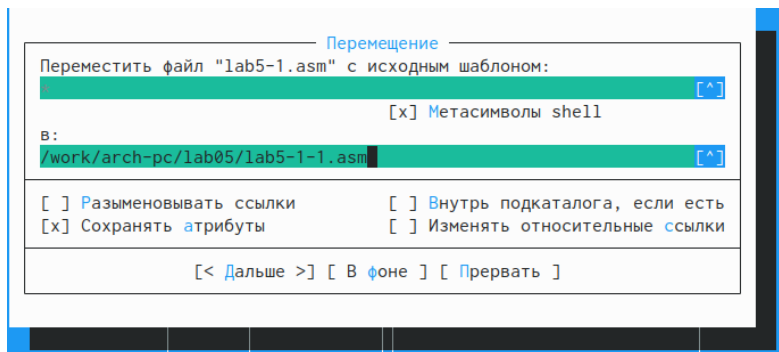 Перемещение
Переместить файл "lab5-1.asm" с исходным шаблоном:
*
[^]
[x] Метасимволы shell
в:
/work/arch-pc/lab05/lab5-1-1.asm [^]
[ ] Разыменовывать ссылки [ ] Внутрь подкаталога, если есть
[x] Сохранять атрибуты [ ] Изменять относительные ссылки
[< Дальше >] [ В фоне ] [ Прервать ]